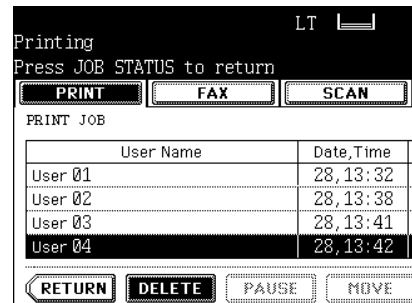 LT
Printing
Press JOB STATUS to return
PRINT FAX SCAN
PRINT JOB
User Name Date,Time
User 01 28,13:32
User 02 28,13:38
User 03 28,13:41
User 04 28,13:42
RETURN DELETE PAUSE MOVE